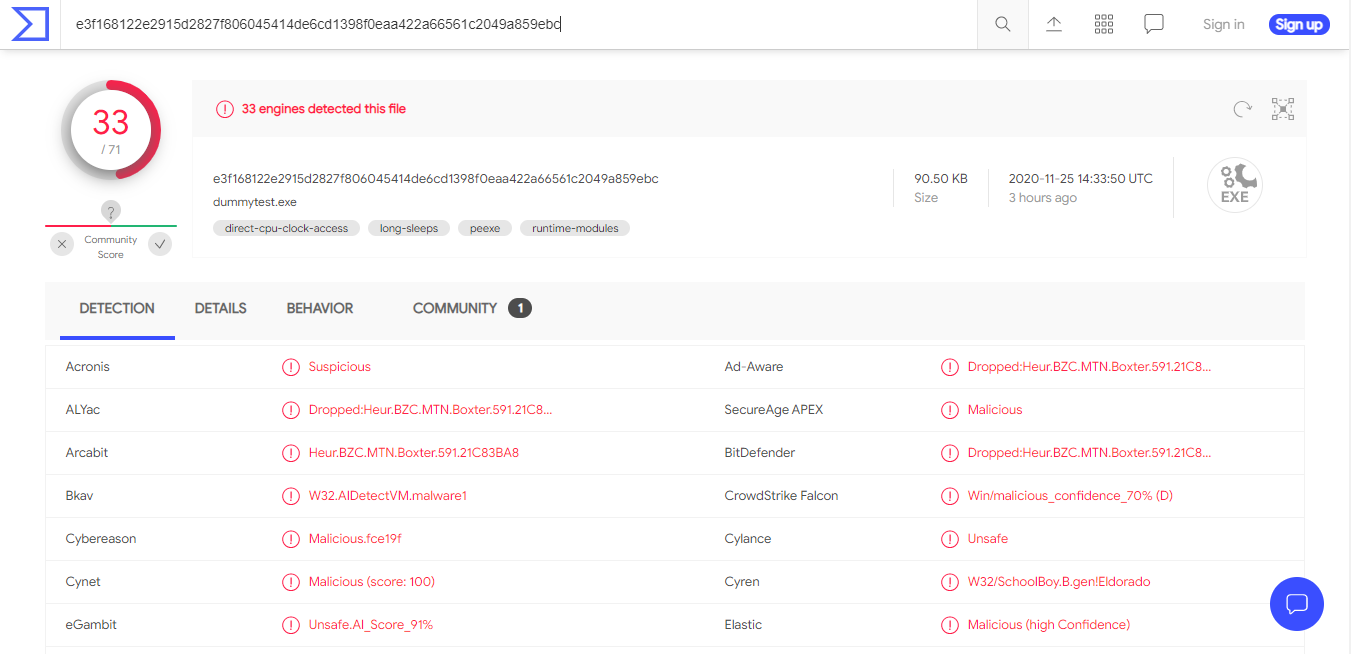 e3f168122e2915d2827f806045414de6cd1398f0eaa422a66561c2049a859ebc
Sign in
Sign up
33
/ 71
33 engines detected this file
e3f168122e2915d2827f806045414de6cd1398f0eaa422a66561c2049a859ebc
dummytest.exe
direct-cpu-clock-access long-sleeps peexe runtime-modules
90.50 KB
Size
2020-11-25 14:33:50 UTC
3 hours ago
EXE
?
Community
Score
DETECTION DETAILS BEHAVIOR COMMUNITY 1
Acronis Suspicious Ad-Aware Dropped:Heur.BZC.MTN.Boxter.591.21C8...
ALYac Dropped:Heur.BZC.MTN.Boxter.591.21C8... SecureAge APEX Malicious
Arcabit Heur.BZC.MTN.Boxter.591.21C83BA8 BitDefender Dropped:Heur.BZC.MTN.Boxter.591.21C8...
Bkav W32.AIDetectVM.malware1 CrowdStrike Falcon Win/malicious_confidence_70% (D)
Cybereason Malicious.fce19f Cylance Unsafe
Cynet Malicious (score: 100) Cyren W32/SchoolBoy.B.gen!Eldorado
eGambit Unsafe.AI_Score_91% Elastic Malicious (high Confidence)